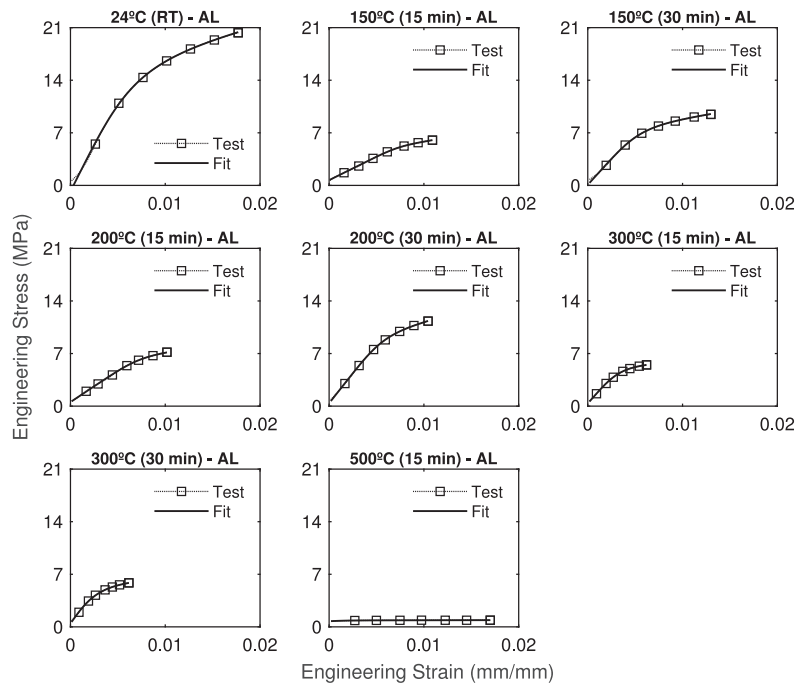 24ºC (RT) - AL
21
14
7
0
0
0.01
0.02
Test
Fit
150ºC (15 min) - AL
21
14
7
0
0
0.01
0.02
Test
Fit
150ºC (30 min) - AL
21
14
7
0
0
0.01
0.02
Test
Fit
200ºC (15 min) - AL
21
14
7
0
0
0.01
0.02
Test
Fit
200ºC (30 min) - AL
21
14
7
0
0
0.01
0.02
Test
Fit
300ºC (15 min) - AL
21
14
7
0
0
0.01
0.02
Test
Fit
300ºC (30 min) - AL
21
14
7
0
0
0.01
0.02
Test
Fit
500ºC (15 min) - AL
21
14
7
0
0
0.01
0.02
Test
Fit
Engineering Stress (MPa)
Engineering Strain (mm/mm)